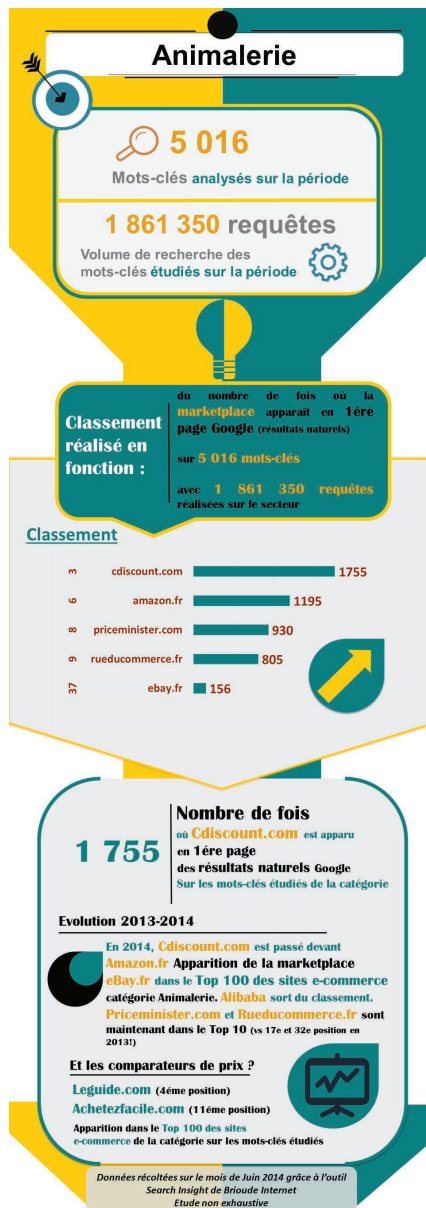 Animalerie
5 016
Mots-clés analysés sur la période
1 861 350 requêtes
Volume de recherche des
mots-clés étudiés sur la période
Classement
réalisé en
fonction :
du nombre de fois où la
marketplace apparaît en 1ére
page Google (résultats naturels)
sur 5 016 mots-clés
avec 1 861 350 requêtes
réalisées sur le secteur
Classement
3 cdiscount.com 1755
6 amazon.fr 1195
8 priceminister.com 930
9 rueducommerce.fr 805
37 ebay.fr 156
1 755
Nombre de fois
où Cdiscount.com est apparu
en 1ére page
des résultats naturels Google
Sur les mots-clés étudiés de la catégorie
Evolution 2013-2014
En 2014, Cdiscount.com est passé devant
Amazon.fr Apparition de la marketplace
eBay.fr dans le Top 100 des sites e-commerce
catégorie Animalerie. Alibaba sort du classement.
Priceminister.com et Rueducommerce.fr sont
maintenant dans le Top 10 (vs 17e et 32e position en
2013!)
Et les comparateurs de prix ?
Leguide.com (4éme position)
Achetezfacile.com (11éme position)
Apparition dans le Top 100 des sites
e-commerce de la catégorie sur les mots-clés étudiés
Données récoltées sur le mois de Juin 2014 grâce à l'outil
Search Insight de Brioude Internet
Etude non exhaustive